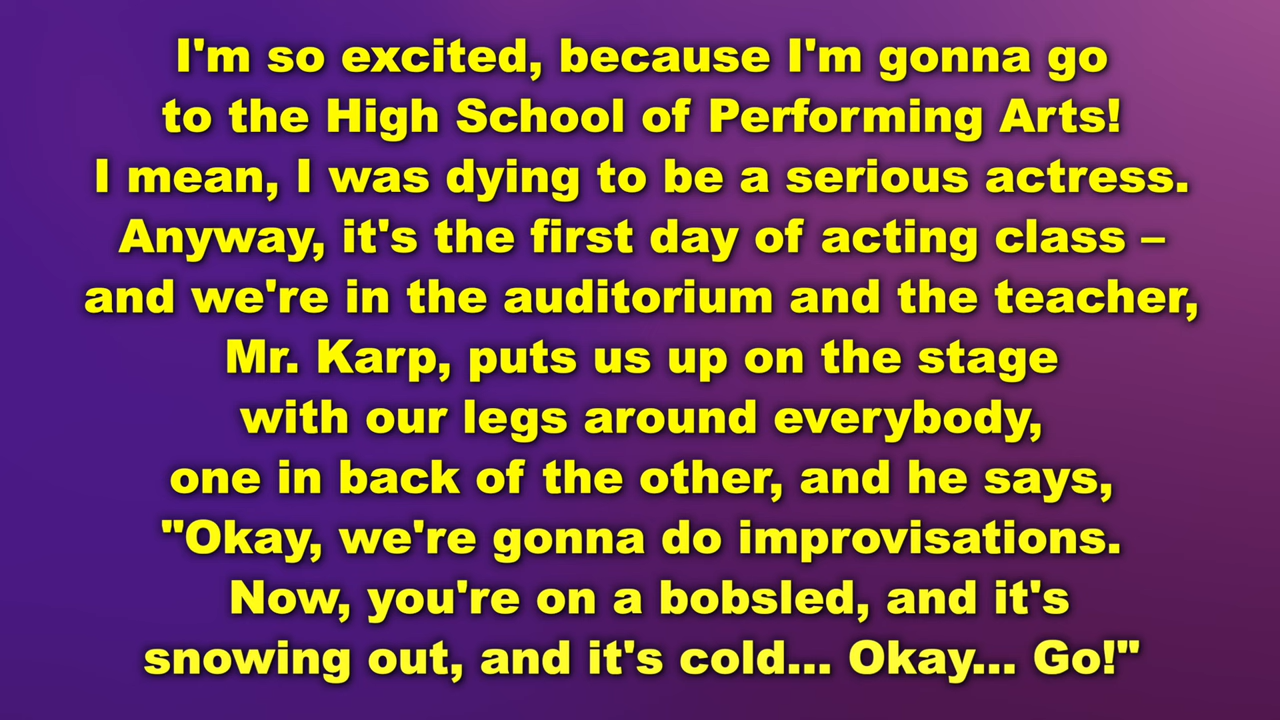 I'm so excited, because I'm gonna go
to the High School of Performing Arts!
I mean, I was dying to be a serious actress.
Anyway, it's the first day of acting class –
and we're in the auditorium and the teacher,
Mr. Karp, puts us up on the stage
with our legs around everybody,
one in back of the other, and he says,
"Okay, we're gonna do improvisations.
Now, you're on a bobsled, and it's
snowing out, and it's cold... Okay... Go!"